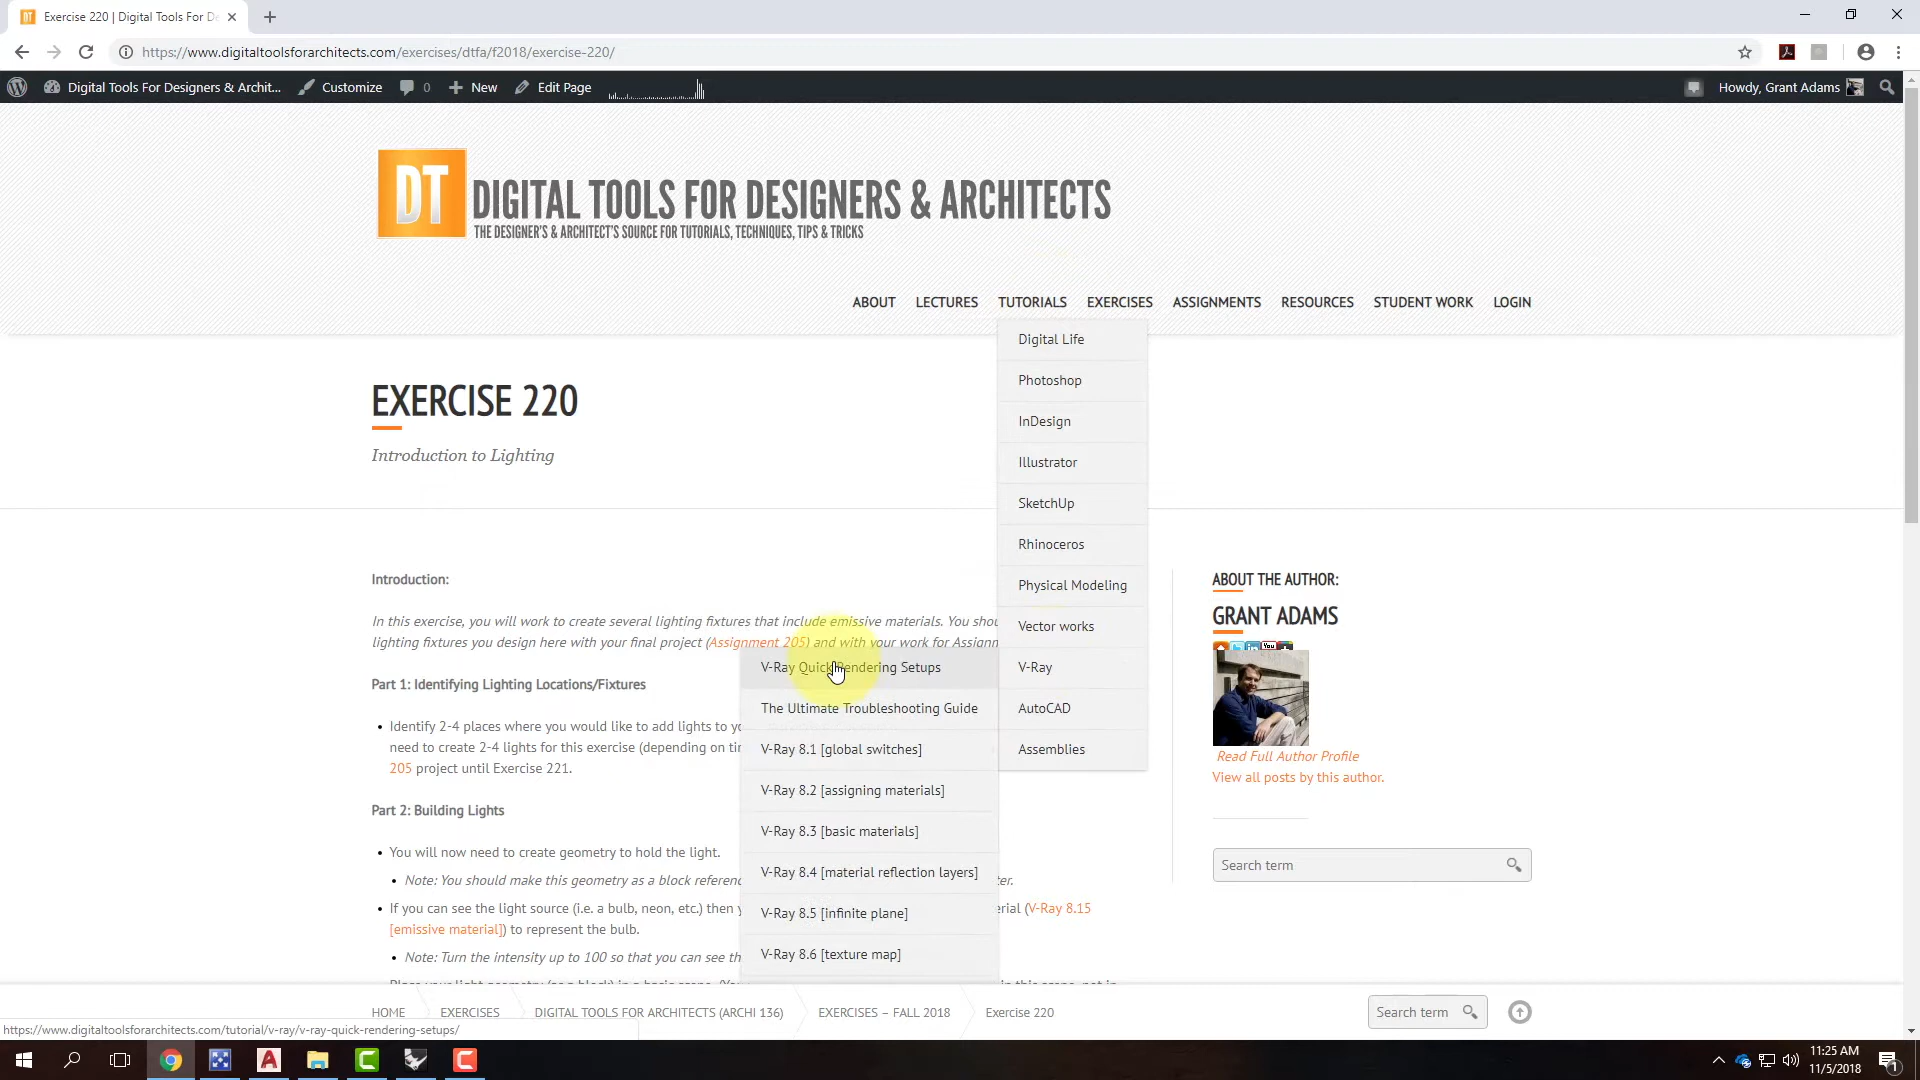 Exercise 220 | Digital Tools For De
https://www.digitaltoolsforarchitects.com/exercises/dtfa/f2018/exercise-220/
Digital Tools For Designers & Archit... Customize 0 New Edit Page Howdy, Grant Adams
DT DIGITAL TOOLS FOR DESIGNERS & ARCHITECTS
THE DESIGNER'S & ARCHITECT'S SOURCE FOR TUTORIALS, TECHNIQUES, TIPS & TRICKS
ABOUT LECTURES TUTORIALS EXERCISES ASSIGNMENTS RESOURCES STUDENT WORK LOGIN
Digital Life
Photoshop
InDesign
Illustrator
SketchUp
Rhinoceros
Physical Modeling
Vector works
V-Ray
AutoCAD
Assemblies
V-Ray Quick Rendering Setups
The Ultimate Troubleshooting Guide
V-Ray 8.1 [global switches]
V-Ray 8.2 [assigning materials]
V-Ray 8.3 [basic materials]
V-Ray 8.4 [material reflection layers]
V-Ray 8.5 [infinite plane]
V-Ray 8.6 [texture map]
EXERCISE 220
Introduction to Lighting
Introduction:
In this exercise, you will work to create several lighting fixtures that include emissive materials. You shou
lighting fixtures you design here with your final project (Assignment 205) and with your work for Assignm
Part 1: Identifying Lighting Locations/Fixtures
• Identify 2-4 places where you would like to add lights to yo
need to create 2-4 lights for this exercise (depending on tim
205 project until Exercise 221.
Part 2: Building Lights
• You will now need to create geometry to hold the light.
• Note: You should make this geometry as a block referenc ter.
• If you can see the light source (i.e. a bulb, neon, etc.) then y erial (V-Ray 8.15
[emissive material]) to represent the bulb.
• Note: Turn the intensity up to 100 so that you can see th
ABOUT THE AUTHOR:
GRANT ADAMS
Read Full Author Profile
View all posts by this author.
Search term
HOME EXERCISES DIGITAL TOOLS FOR ARCHITECTS (ARCHI 136) EXERCISES – FALL 2018 Exercise 220 Search term
https://www.digitaltoolsforarchitects.com/tutorial/v-ray/v-ray-quick-rendering-setups/
11:25 AM
11/5/2018
1